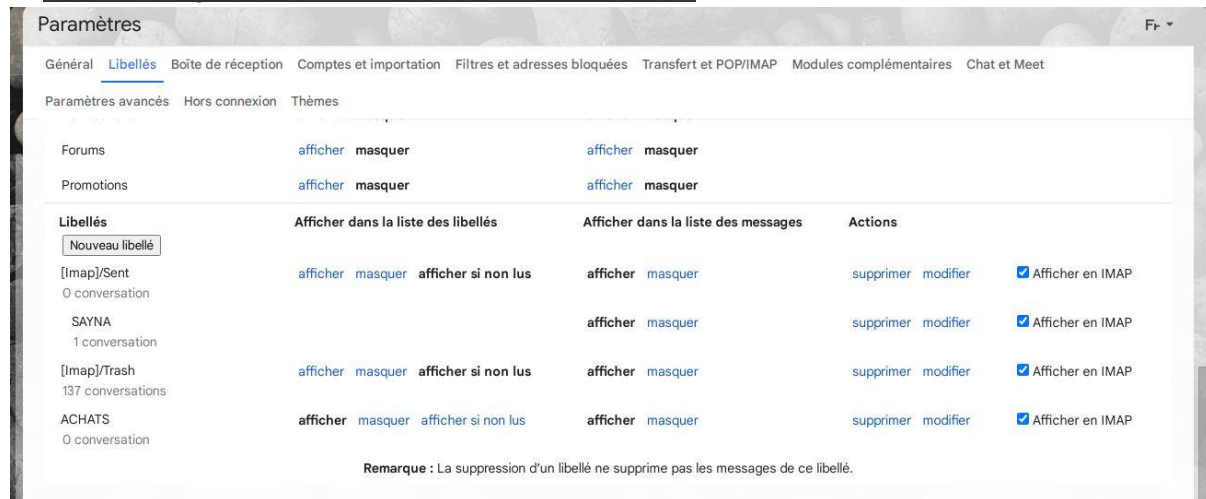 Paramètres
Fr
Général Libellés Boîte de réception Comptes et importation Filtres et adresses bloquées Transfert et POP/IMAP Modules complémentaires Chat et Meet
Paramètres avancés Hors connexion Thèmes
Forums afficher masquer afficher masquer
Promotions afficher masquer afficher masquer
Libellés Afficher dans la liste des libellés Afficher dans la liste des messages Actions
Nouveau libellé
[Imap]/Sent afficher masquer afficher si non lus afficher masquer supprimer modifier Afficher en IMAP
0 conversation
SAYNA afficher masquer supprimer modifier Afficher en IMAP
1 conversation
[Imap]/Trash afficher masquer afficher si non lus afficher masquer supprimer modifier Afficher en IMAP
137 conversations
ACHATS afficher masquer afficher si non lus afficher masquer supprimer modifier Afficher en IMAP
0 conversation
Remarque : La suppression d'un libellé ne supprime pas les messages de ce libellé.